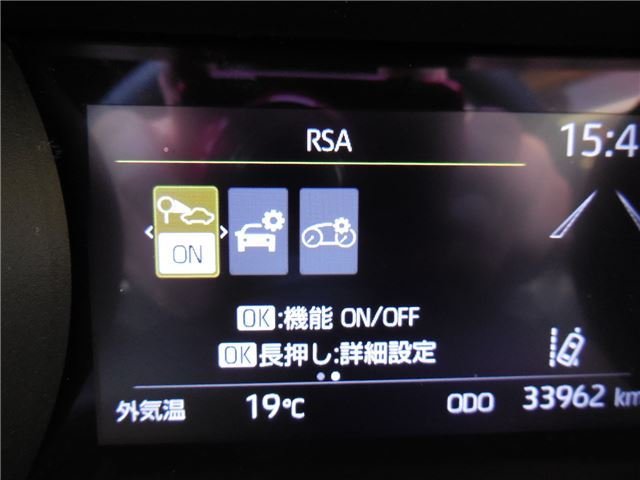 RSA
15:4
ON
OK:機能 ON/OFF
OK長押し:詳細設定
外気温 19℃ ODO 33962 km